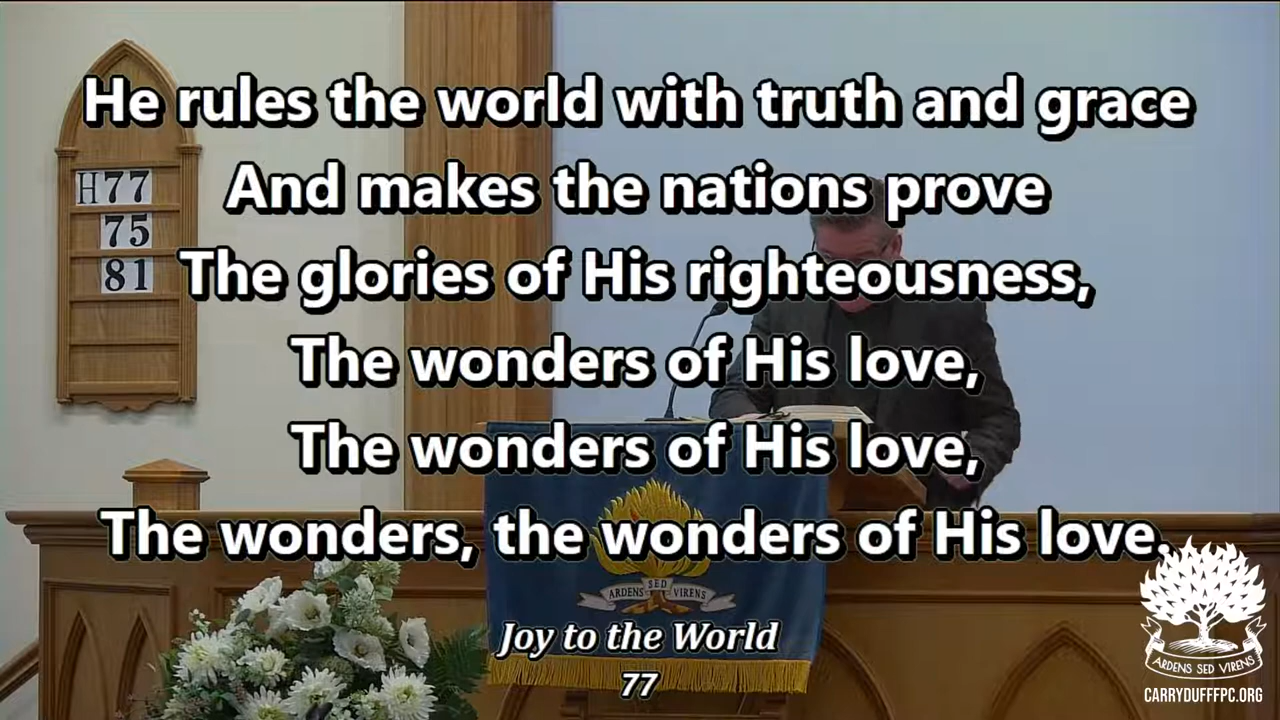 He rules the world with truth and grace
And makes the nations prove
The glories of His righteousness,
The wonders of His love,
The wonders of His love,
The wonders, the wonders of His love.
H77
75
81
ARDENS SED VIRENS
Joy to the World
77
ARDENS SED VIRENS
CARRYDUFFFPC.ORG